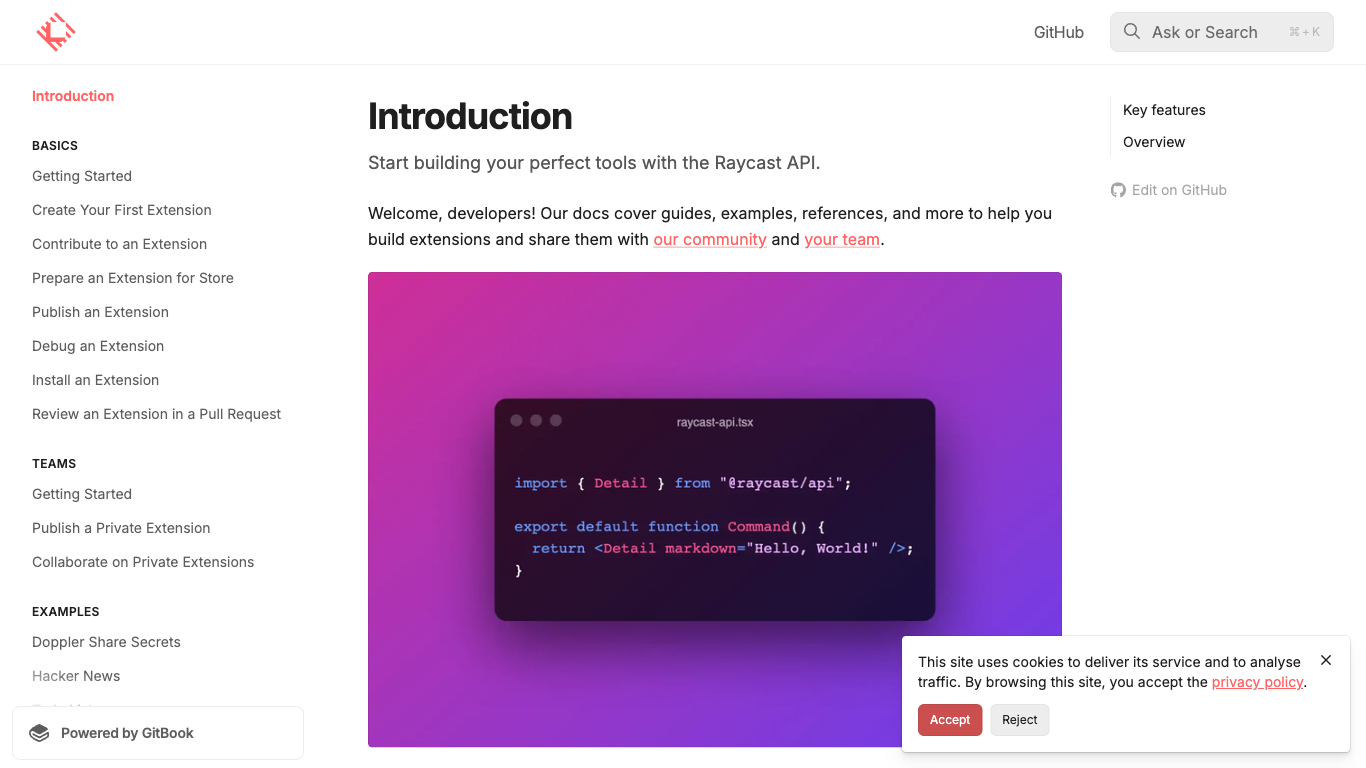 GitHub
Ask or Search
⌘ + K
Introduction
BASICS
Getting Started
Create Your First Extension
Contribute to an Extension
Prepare an Extension for Store
Publish an Extension
Debug an Extension
Install an Extension
Review an Extension in a Pull Request
TEAMS
Getting Started
Publish a Private Extension
Collaborate on Private Extensions
EXAMPLES
Doppler Share Secrets
Hacker News
Powered by GitBook
Introduction
Start building your perfect tools with the Raycast API.
Welcome, developers! Our docs cover guides, examples, references, and more to help you
build extensions and share them with our community and your team.
raycast-api.tsx
import { Detail } from "@raycast/api";
export default function Command() {
return <Detail markdown="Hello, World!" />;
}
Key features
Overview
Edit on GitHub
This site uses cookies to deliver its service and to analyse
traffic. By browsing this site, you accept the privacy policy.
Accept
Reject